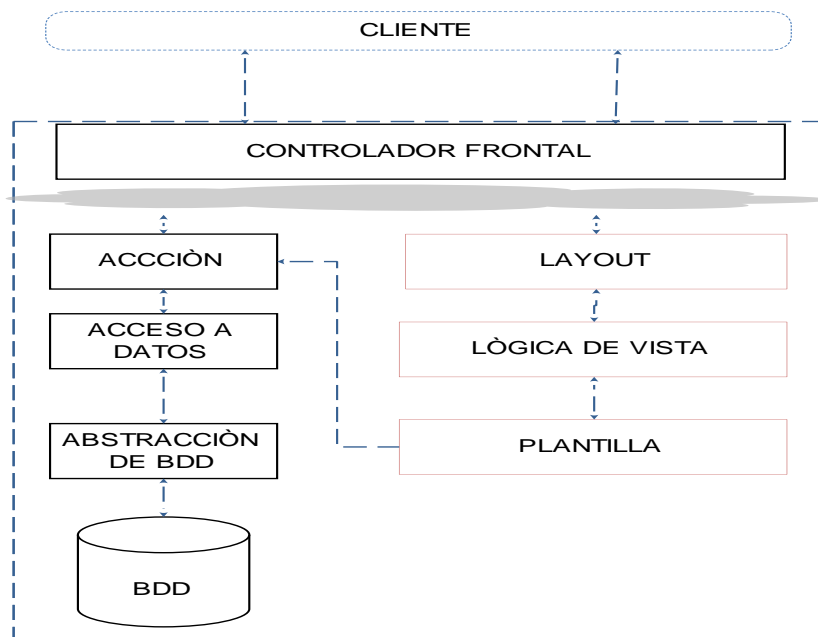 CLIENTE
CONTROLADOR FRONTAL
ACCCIÒN
LAYOUT
ACCESO A
DATOS
LÒGICA DE VISTA
ABSTRACCIÒN
DE BDD
PLANTILLA
BDD